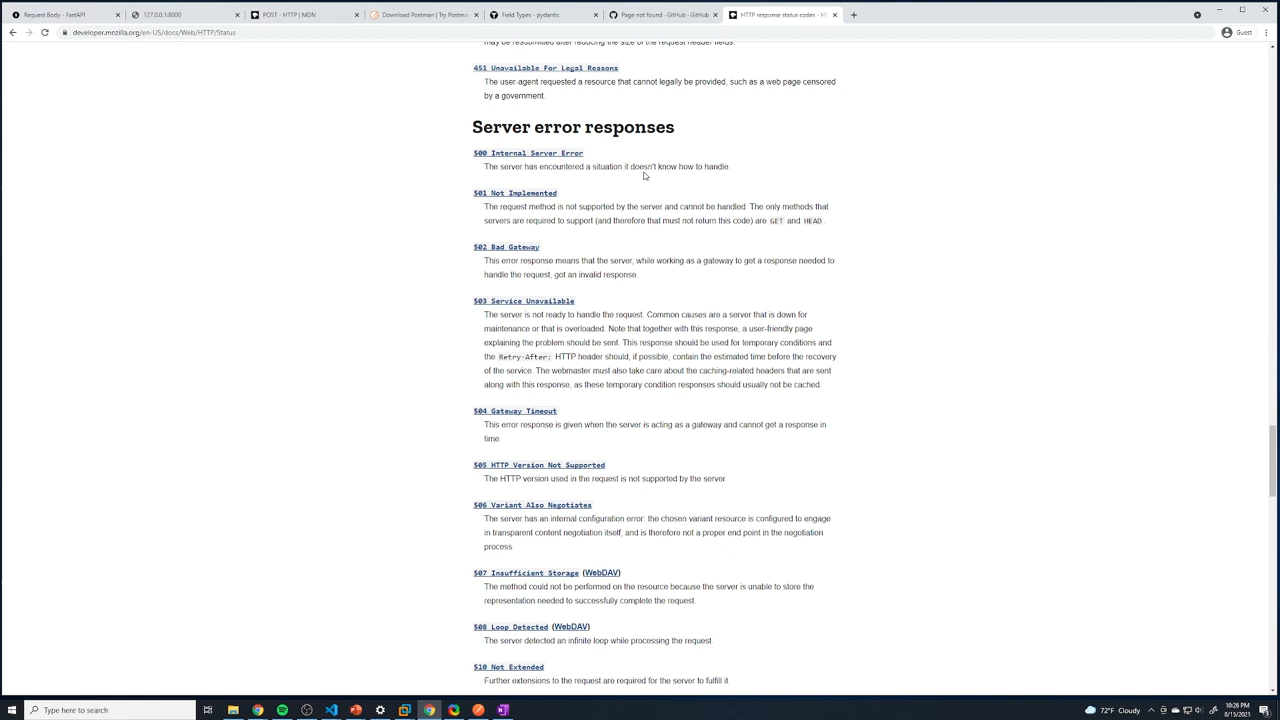 Request Body - FastAPI
127.0.0.1:8000
POST - HTTP | MDN
Download Postman | Try Postma
Field Types - pydantic
Page not found · GitHub · GitHub
HTTP response status codes - HT
developer.mozilla.org/en-US/docs/Web/HTTP/Status
Guest
may be resubmitted after reducing the size of the request header fields.
451 Unavailable For Legal Reasons
The user-agent requested a resource that cannot legally be provided, such as a web page censored
by a government.
Server error responses
500 Internal Server Error
The server has encountered a situation it doesn't know how to handle.
501 Not Implemented
The request method is not supported by the server and cannot be handled. The only methods that
servers are required to support (and therefore that must not return this code) are GET and HEAD.
502 Bad Gateway
This error response means that the server, while working as a gateway to get a response needed to
handle the request, got an invalid response.
503 Service Unavailable
The server is not ready to handle the request. Common causes are a server that is down for
maintenance or that is overloaded. Note that together with this response, a user-friendly page
explaining the problem should be sent. This response should be used for temporary conditions and
the Retry-After: HTTP header should, if possible, contain the estimated time before the recovery
of the service. The webmaster must also take care about the caching-related headers that are sent
along with this response, as these temporary condition responses should usually not be cached.
504 Gateway Timeout
This error response is given when the server is acting as a gateway and cannot get a response in
time.
505 HTTP Version Not Supported
The HTTP version used in the request is not supported by the server.
506 Variant Also Negotiates
The server has an internal configuration error: the chosen variant resource is configured to engage
in transparent content negotiation itself, and is therefore not a proper end point in the negotiation
process.
507 Insufficient Storage (WebDAV)
The method could not be performed on the resource because the server is unable to store the
representation needed to successfully complete the request.
508 Loop Detected (WebDAV)
The server detected an infinite loop while processing the request.
510 Not Extended
Further extensions to the request are required for the server to fulfill it.
Type here to search
72°F Cloudy
10:26 PM
8/15/2021